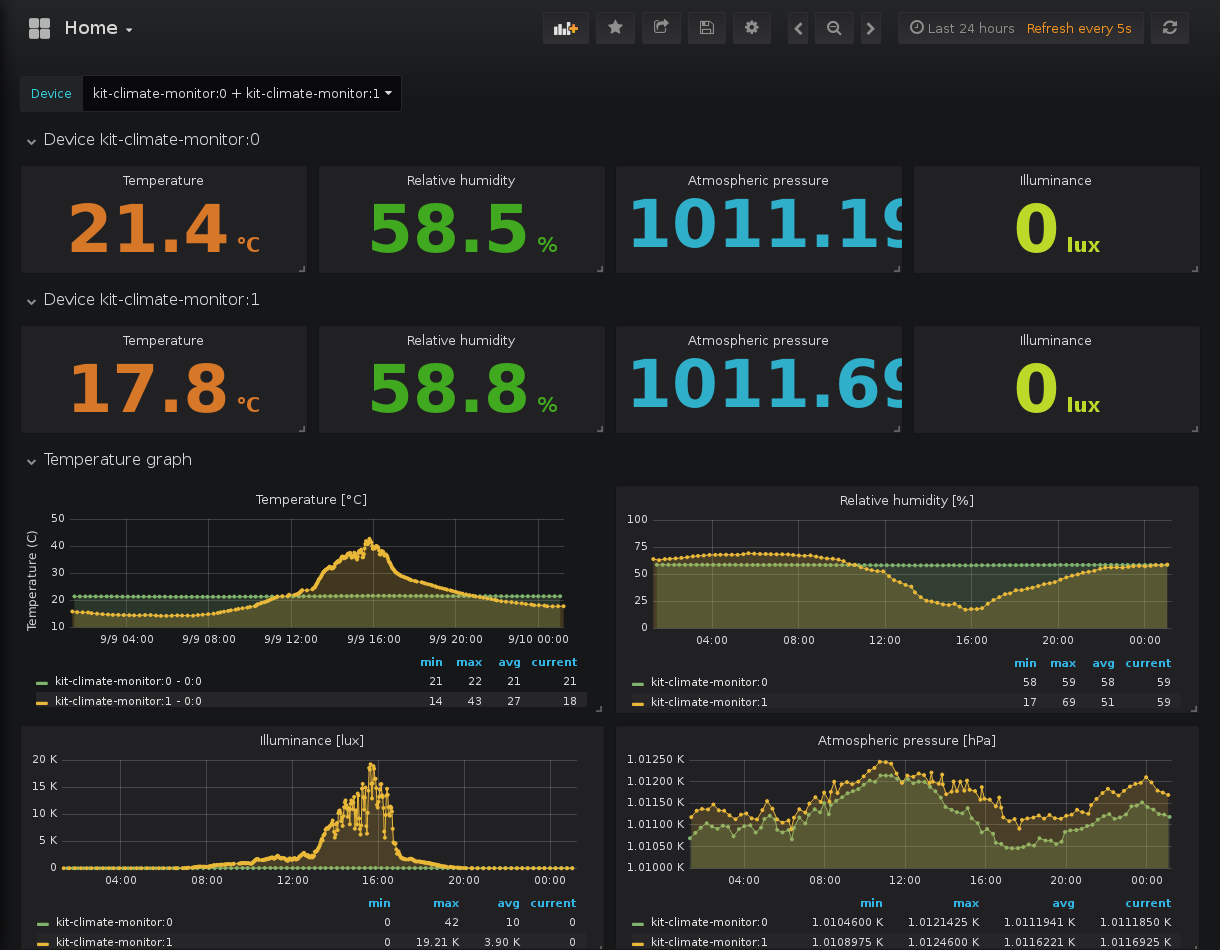 Home
Last 24 hours Refresh every 5s
Device kit-climate-monitor:0 + kit-climate-monitor:1
Device kit-climate-monitor:0
Temperature Relative humidity Atmospheric pressure Illuminance
21.4 °C 58.5 % 1011.19 0 lux
Device kit-climate-monitor:1
Temperature Relative humidity Atmospheric pressure Illuminance
17.8 °C 58.8 % 1011.69 0 lux
Temperature graph
Temperature [°C]
Temperature (C)
50
40
30
20
10
9/9 04:00 9/9 08:00 9/9 12:00 9/9 16:00 9/9 20:00 9/10 00:00
min max avg current
kit-climate-monitor:0 - 0:0 21 22 21 21
kit-climate-monitor:1 - 0:0 14 43 27 18
Relative humidity [%]
100
75
50
25
0
04:00 08:00 12:00 16:00 20:00 00:00
min max avg current
kit-climate-monitor:0 58 59 58 59
kit-climate-monitor:1 17 69 51 59
Illuminance [lux]
20 K
15 K
10 K
5 K
0
04:00 08:00 12:00 16:00 20:00 00:00
min max avg current
kit-climate-monitor:0 0 42 10 0
kit-climate-monitor:1 0 19.21 K 3.90 K 0
Atmospheric pressure [hPa]
1.01250 K
1.01200 K
1.01150 K
1.01100 K
1.01050 K
1.01000 K
04:00 08:00 12:00 16:00 20:00 00:00
min max avg current
kit-climate-monitor:0 1.0104600 K 1.0121425 K 1.0111941 K 1.0111850 K
kit-climate-monitor:1 1.0108975 K 1.0124600 K 1.0116221 K 1.0116925 K